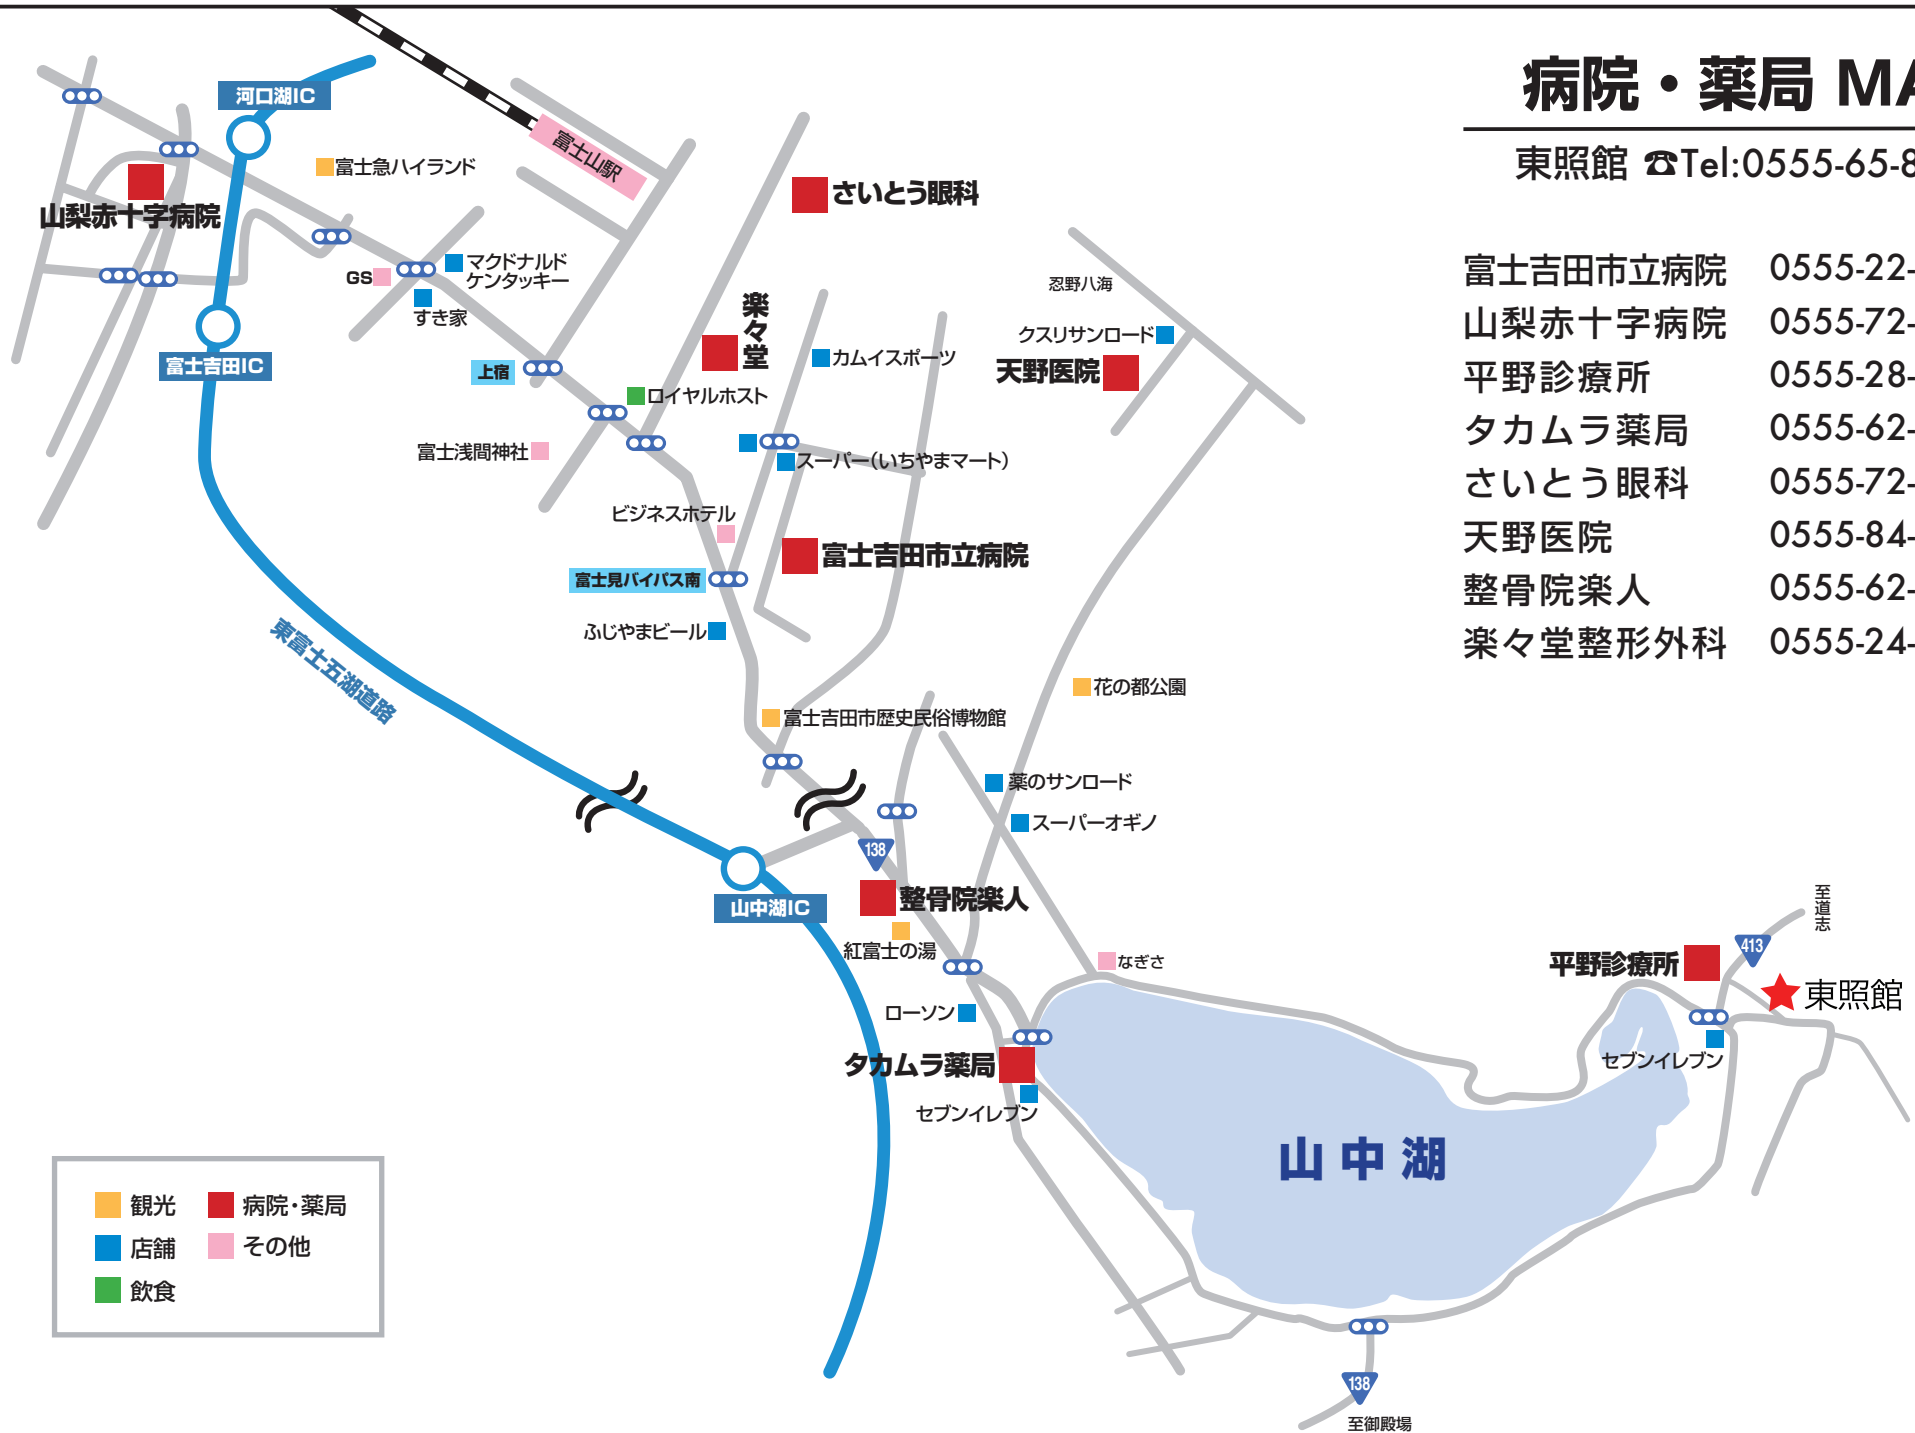 病院・薬局 MA
東照館 ☎Tel:0555-65-8
富士吉田市立病院 0555-22-
山梨赤十字病院 0555-72-
平野診療所 0555-28-
タカムラ薬局 0555-62-
さいとう眼科 0555-72-
天野医院 0555-84-
整骨院楽人 0555-62-
楽々堂整形外科 0555-24-
河口湖IC
富士急ハイランド
富士山駅
山梨赤十字病院
さいとう眼科
GS
マクドナルド
ケンタッキー
すき家
忍野八海
クスリサンロード
天野医院
富士吉田IC
上宿
楽々堂
カムイスポーツ
ロイヤルホスト
富士浅間神社
スーパー(いちやまマート)
ビジネスホテル
富士吉田市立病院
富士見バイパス南
ふじやまビール
東富士五湖道路
花の都公園
富士吉田市歴史民俗博物館
薬のサンロード
スーパーオギノ
138
山中湖IC
整骨院楽人
紅富士の湯
なぎさ
至道志
413
平野診療所
東照館
ローソン
タカムラ薬局
セブンイレブン
セブンイレブン
山中湖
観光
病院・薬局
店舗
その他
飲食
138
至御殿場